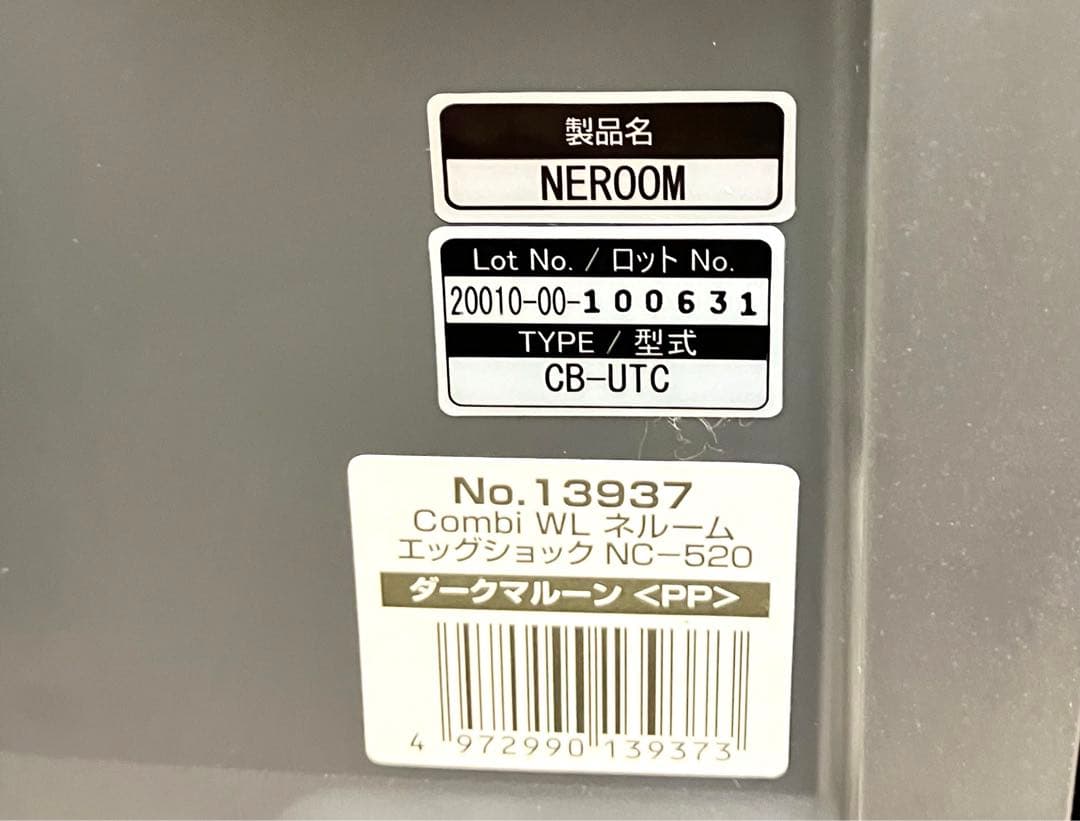 製品名
NEROOM
Lot No. / ロット No.
20010-00-100631
TYPE / 型式
CB-UTC
No.13937
Combi WL ネルーム
エッグショック NC-520
ダークマルーン <PP>
4 972990 139373